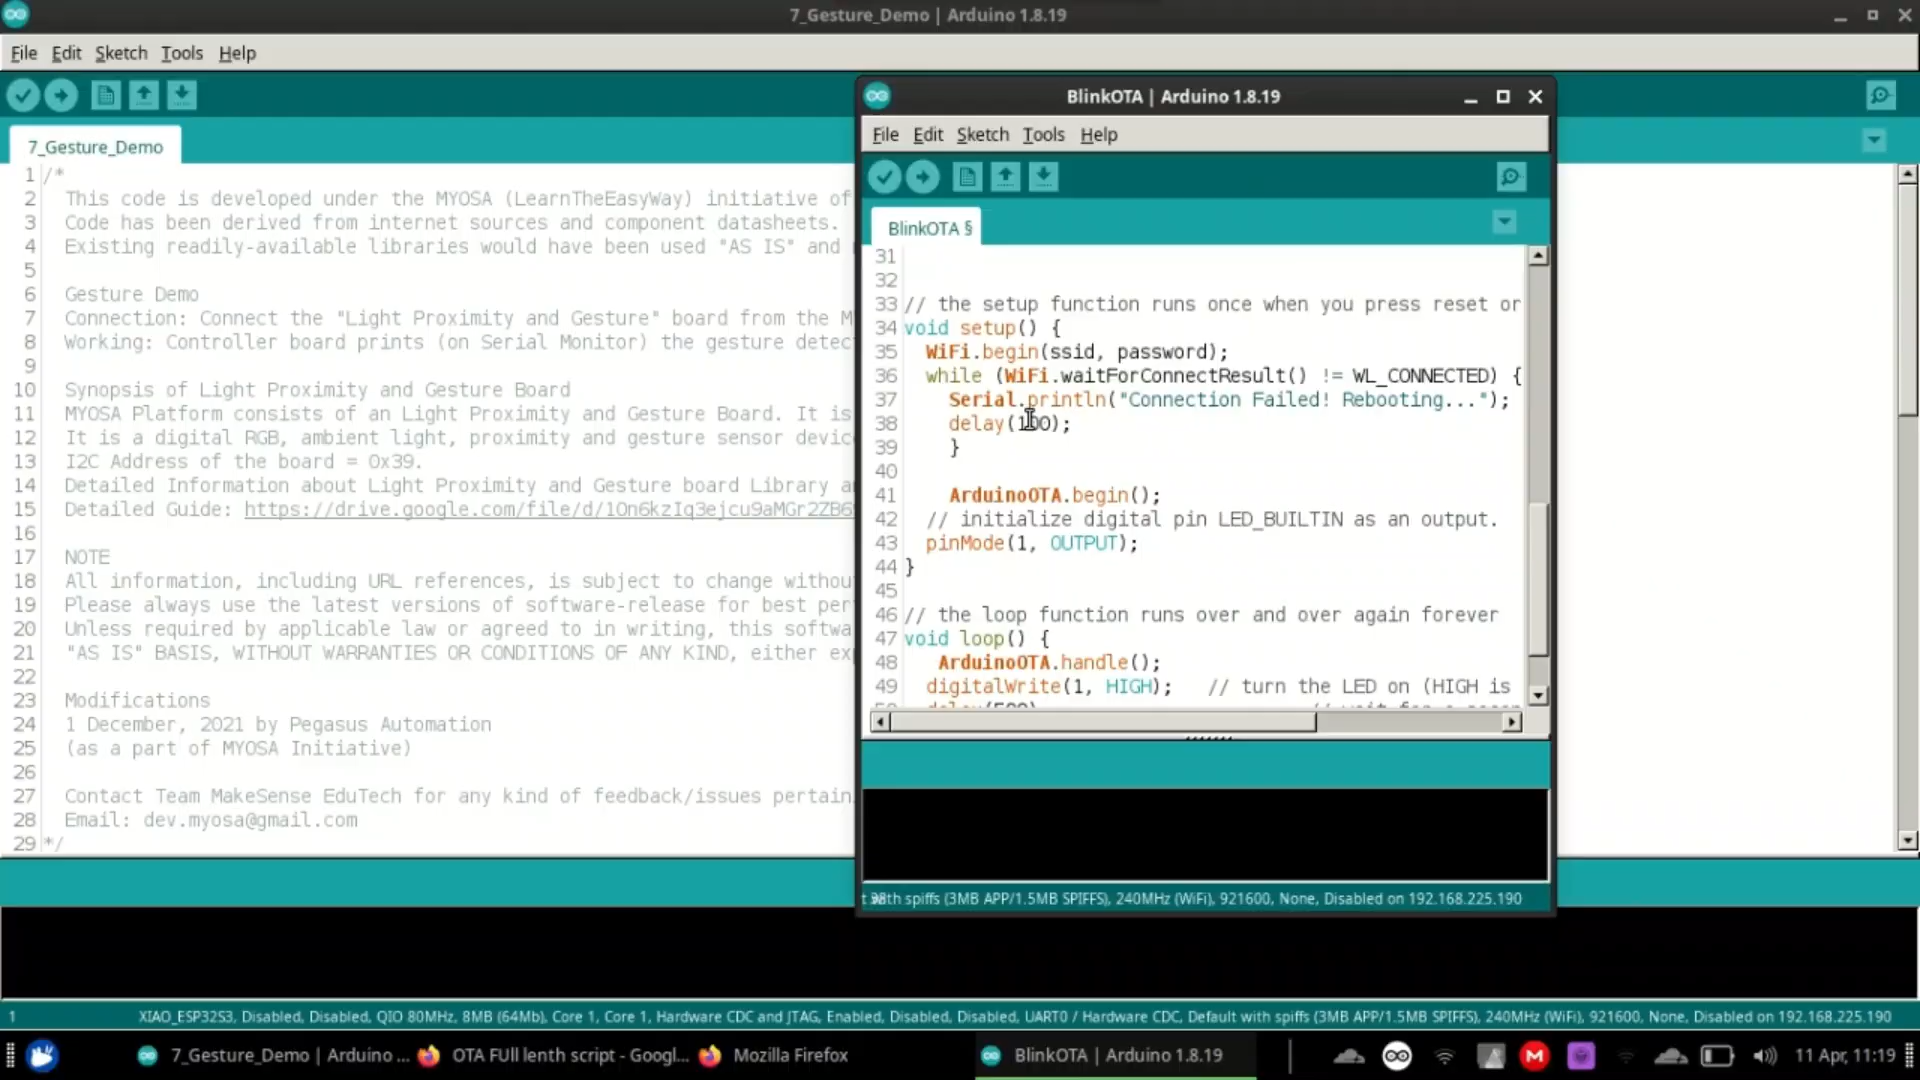 7_Gesture_Demo | Arduino 1.8.19
File Edit Sketch Tools Help
7_Gesture_Demo
1 /*
2 This code is developed under the MYOSA (LearnTheEasyWay) initiative of
3 Code has been derived from internet sources and component datasheets.
4 Existing readily-available libraries would have been used "AS IS" and
5
6 Gesture Demo
7 Connection: Connect the "Light Proximity and Gesture" board from the M
8 Working: Controller board prints (on Serial Monitor) the gesture detec
9
10 Synopsis of Light Proximity and Gesture Board
11 MYOSA Platform consists of an Light Proximity and Gesture Board. It is
12 It is a digital RGB, ambient light, proximity and gesture sensor devic
13 I2C Address of the board = 0x39.
14 Detailed Information about Light Proximity and Gesture board Library a
15 Detailed Guide: https://drive.google.com/file/d/1On6kzIq3ejcu9aMGr2ZB6
16
17 NOTE
18 All information, including URL references, is subject to change withou
19 Please always use the latest versions of software-release for best per
20 Unless required by applicable law or agreed to in writing, this softwa
21 "AS IS" BASIS, WITHOUT WARRANTIES OR CONDITIONS OF ANY KIND, either ex
22
23 Modifications
24 1 December, 2021 by Pegasus Automation
25 (as a part of MYOSA Initiative)
26
27 Contact Team MakeSense EduTech for any kind of feedback/issues pertain
28 Email: dev.myosa@gmail.com
29 */
BlinkOTA | Arduino 1.8.19
File Edit Sketch Tools Help
BlinkOTA §
31
32
33 // the setup function runs once when you press reset or
34 void setup() {
35 WiFi.begin(ssid, password);
36 while (WiFi.waitForConnectResult() != WL_CONNECTED) {
37 Serial.println("Connection Failed! Rebooting...");
38 delay(100);
39 }
40
41 ArduinoOTA.begin();
42 // initialize digital pin LED_BUILTIN as an output.
43 pinMode(1, OUTPUT);
44 }
45
46 // the loop function runs over and over again forever
47 void loop() {
48 ArduinoOTA.handle();
49 digitalWrite(1, HIGH); // turn the LED on (HIGH is
with spiffs (3MB APP/1.5MB SPIFFS), 240MHz (WiFi), 921600, None, Disabled on 192.168.225.190
1 XIAO_ESP32S3, Disabled, Disabled, QIO 80MHz, 8MB (64Mb), Core 1, Core 1, Hardware CDC and JTAG, Enabled, Disabled, Disabled, UART0 / Hardware CDC, Default with spiffs (3MB APP/1.5MB SPIFFS), 240MHz (WiFi), 921600, None, Disabled on 192.168.225.190
7_Gesture_Demo | Arduino ... OTA FUll lenth script - Googl... Mozilla Firefox BlinkOTA | Arduino 1.8.19 M 11 Apr, 11:19